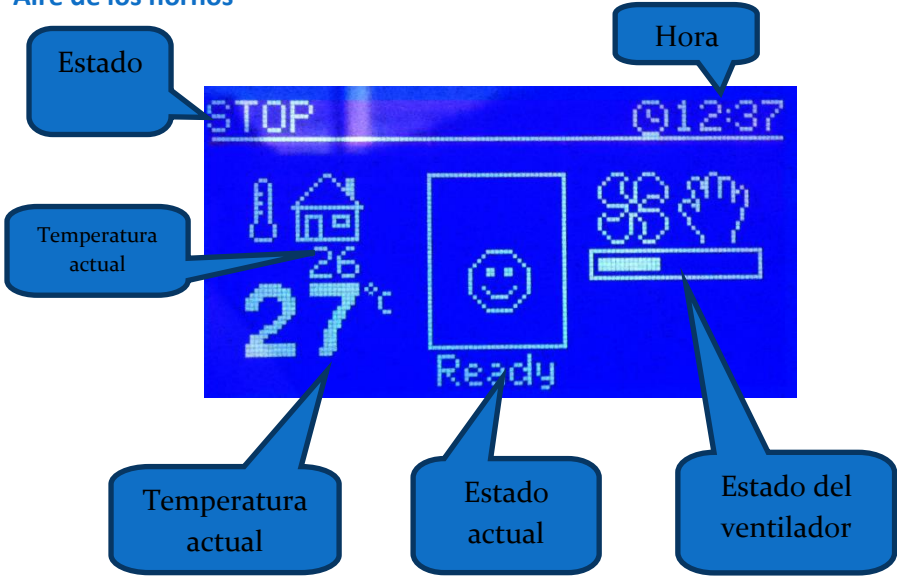 Aire de los hornos
Estado
Hora
STOP
12:37
Temperatura
actual
26
27°C
Ready
Temperatura
actual
Estado
actual
Estado del
ventilador